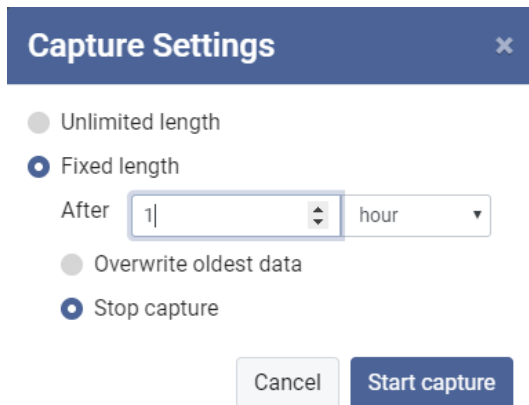 Capture Settings ×
Unlimited length
Fixed length
After 1 hour
Overwrite oldest data
Stop capture
Cancel Start capture